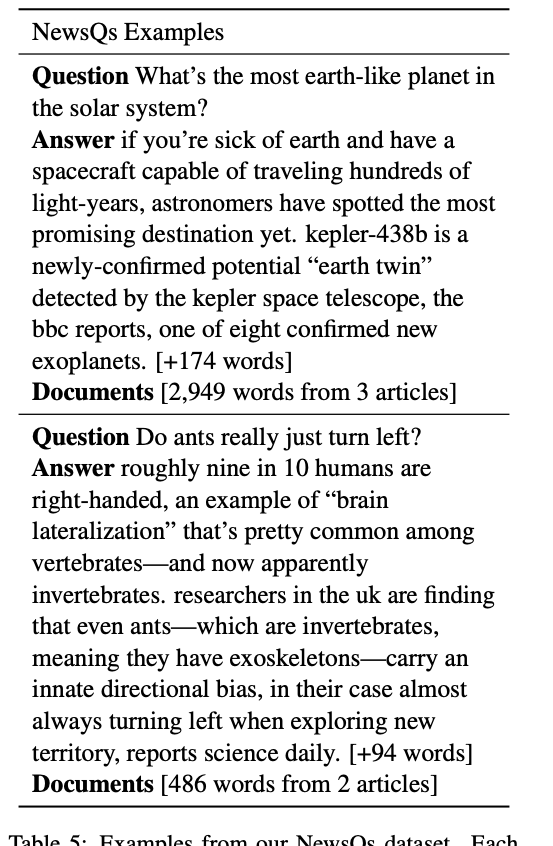 NewsQs Examples
Question What’s the most earth-like planet in
the solar system?
Answer if you’re sick of earth and have a
spacecraft capable of traveling hundreds of
light-years, astronomers have spotted the most
promising destination yet. kepler-438b is a
newly-confirmed potential “earth twin”
detected by the kepler space telescope, the
bbc reports, one of eight confirmed new
exoplanets. [+174 words]
Documents [2,949 words from 3 articles]
Question Do ants really just turn left?
Answer roughly nine in 10 humans are
right-handed, an example of “brain
lateralization” that’s pretty common among
vertebrates—and now apparently
invertebrates. researchers in the uk are finding
that even ants—which are invertebrates,
meaning they have exoskeletons—carry an
innate directional bias, in their case almost
always turning left when exploring new
territory, reports science daily. [+94 words]
Documents [486 words from 2 articles]
Table 5: Examples from our NewsQs dataset. Each